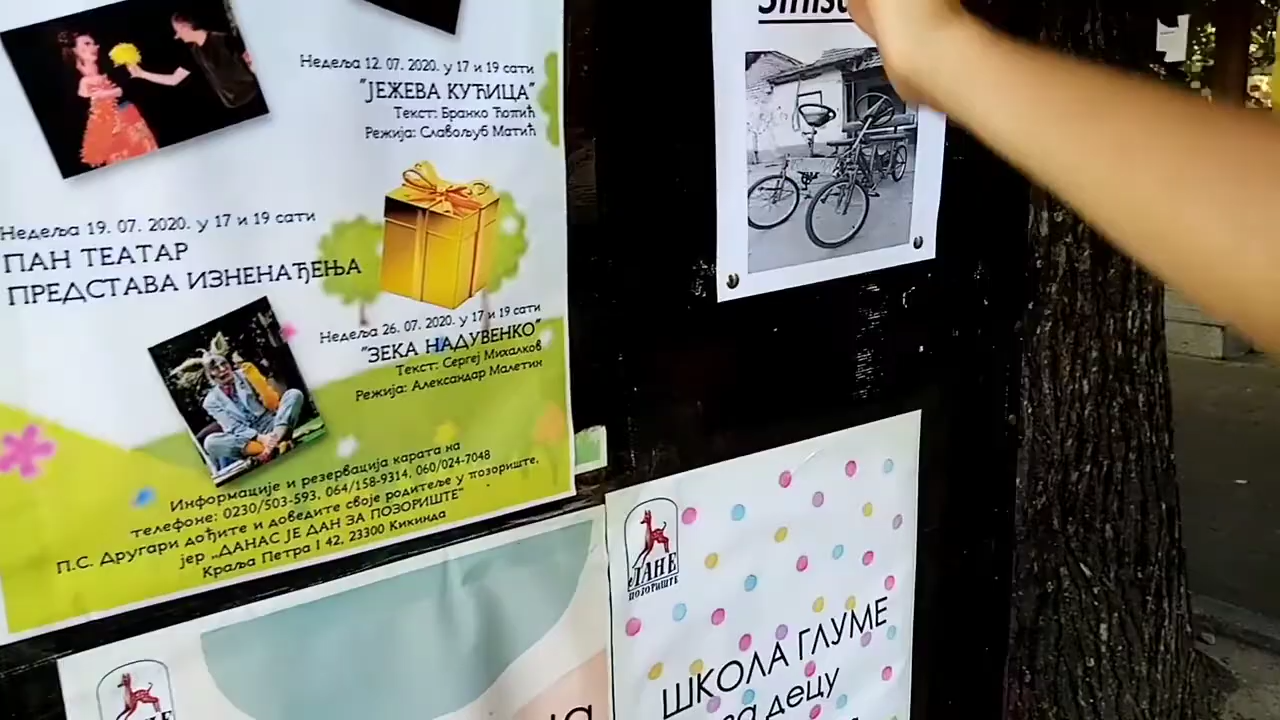 Недеља 12. 07. 2020. у 17 и 19 сати
"ЈЕЖЕВА КУЋИЦА"
Текст: Бранко Ћопић
Режија: Славољуб Матић
Недеља 19. 07. 2020. у 17 и 19 сати
ПАН ТЕАТАР
ПРЕДСТАВА ИЗНЕНАЂЕЊА
Недеља 26. 07. 2020. у 17 и 19 сати
"ЗЕКА НАДУВЕНКО"
Текст: Сергеј Михалков
Режија: Александар Малетин
Информације и резервација карата на
телефоне: 0230/503-593, 064/158-9314, 060/024-7048
П.С. Другари дођите и доведите своје родитеље у позориште,
јер „ДАНАС ЈЕ ДАН ЗА ПОЗОРИШТЕ"
Краља Петра I 42, 23300 Кикинда
ЛАНЕ
ПОЗОРИШТЕ
ШКОЛА ГЛУМЕ
за децу
ЛАНЕ